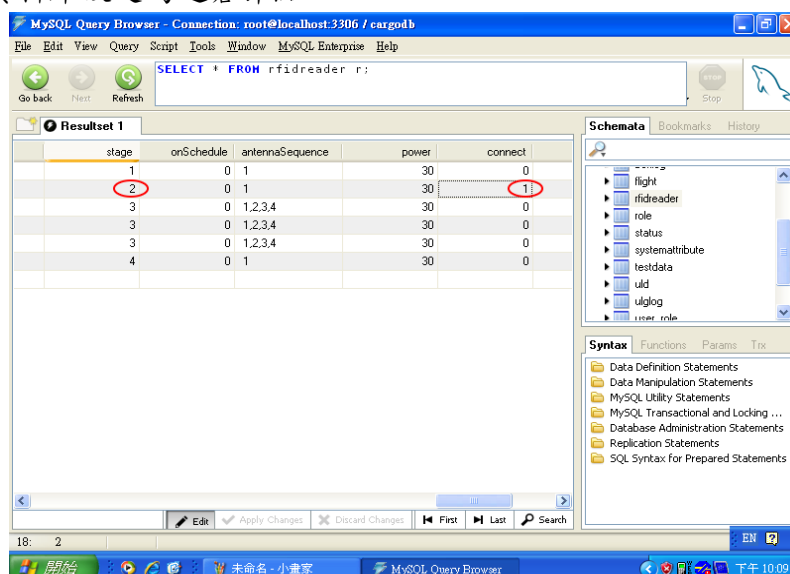 MySQL Query Browser - Connection: root@localhost:3306 / cargodb
File Edit View Query Script Tools Window MySQL Enterprise Help
SELECT * FROM rfidreader r;
Go back Next Refresh Stop
Resultset 1
stage onSchedule antennaSequence power connect
1 0 1 30 0
2 0 1 30 1
3 0 1,2,3,4 30 0
3 0 1,2,3,4 30 0
3 0 1,2,3,4 30 0
4 0 1 30 0
Schemata Bookmarks History
flight
rfidreader
role
status
systemattribute
testdata
uld
ulglog
user_role
Syntax Functions Params Trx
Data Definition Statements
Data Manipulation Statements
MySQL Utility Statements
MySQL Transactional and Locking ...
Database Administration Statements
Replication Statements
SQL Syntax for Prepared Statements
Edit Apply Changes Discard Changes First Last Search
18: 2
EN
開始 未命名 - 小畫家 MySQL Query Browser 下午 10:09